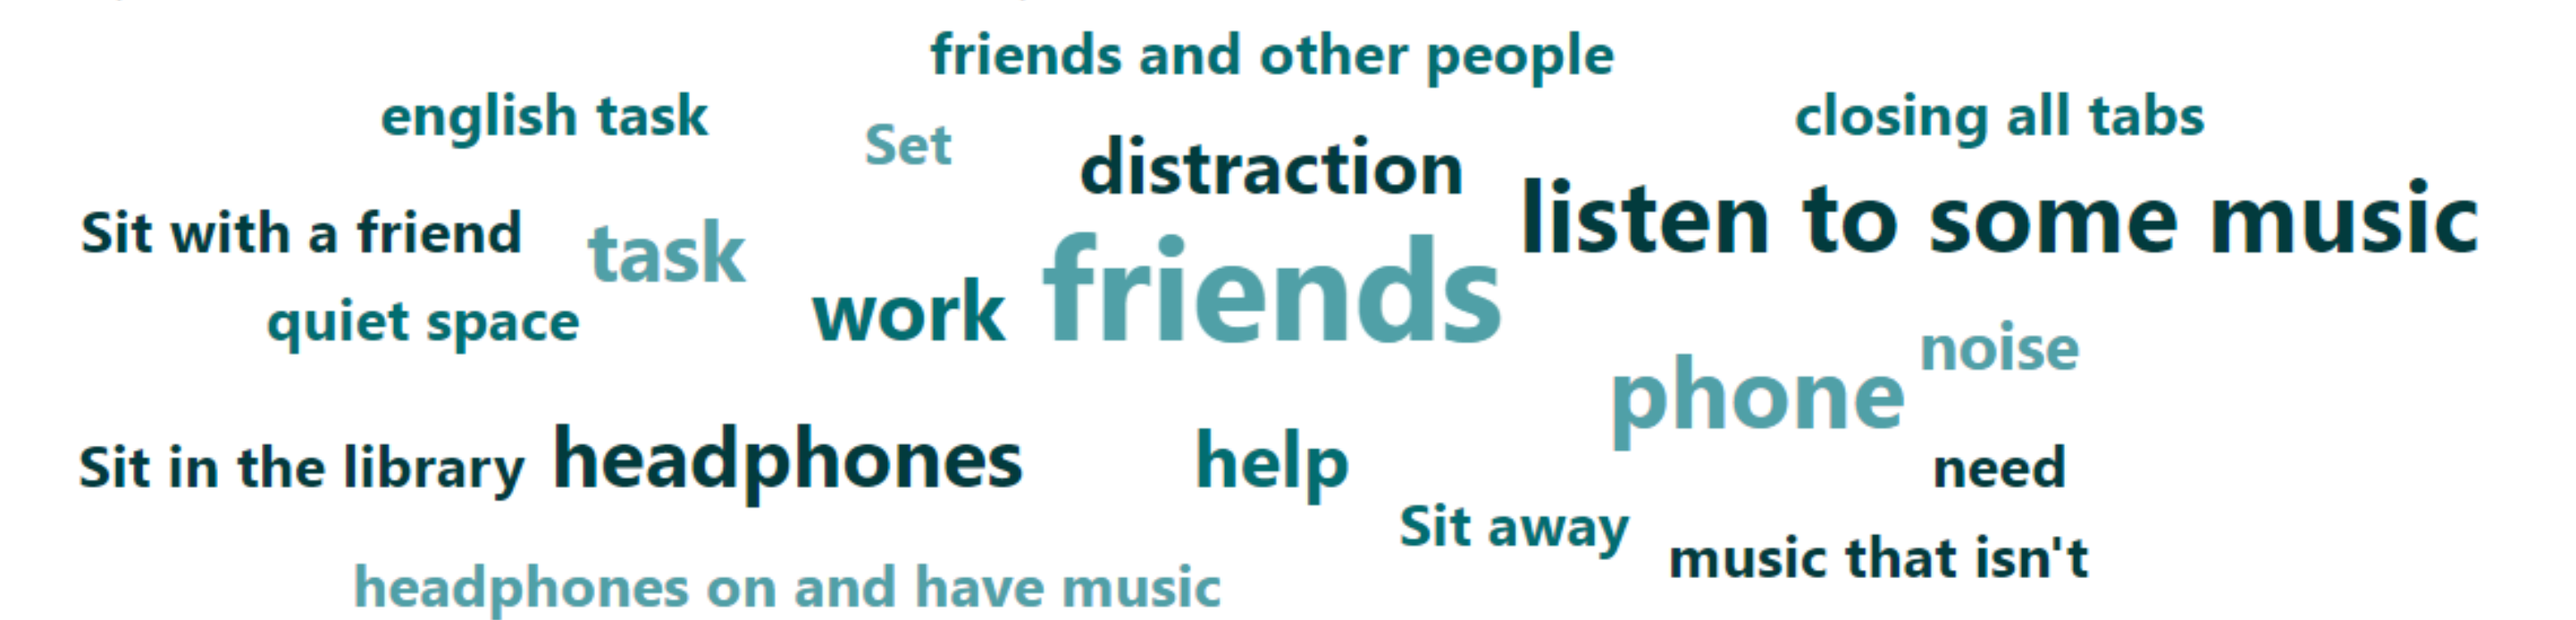 friends and other people
english task
closing all tabs
Set
distraction
listen to some music
Sit with a friend
task
friends
work
quiet space
noise
phone
Sit in the library
headphones
help
need
Sit away
music that isn't
headphones on and have music